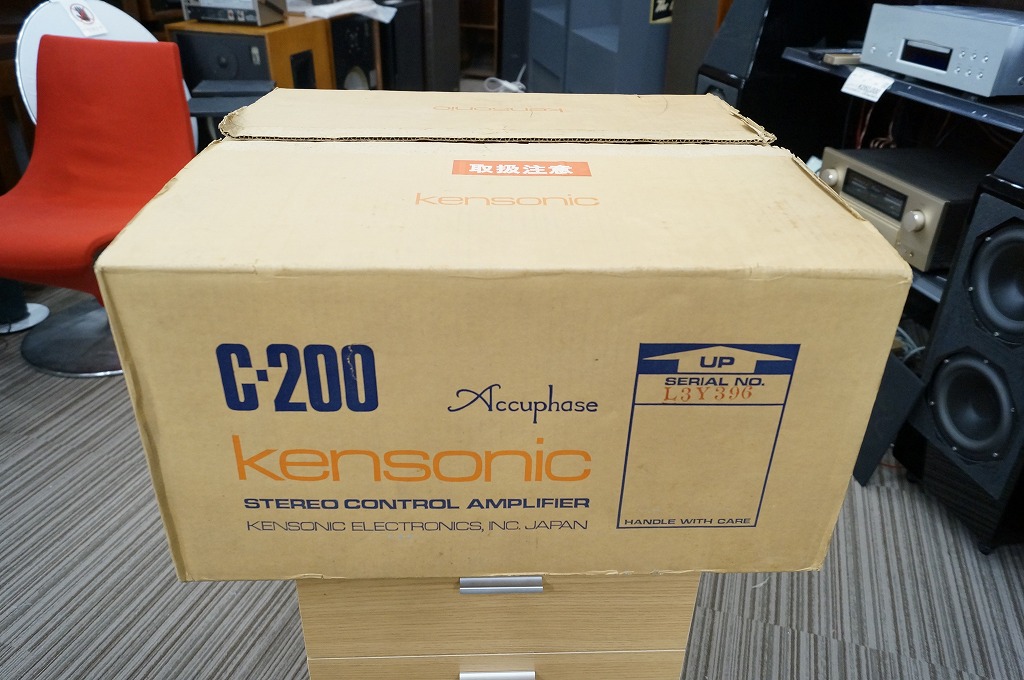 kensonic
取扱注意
kensonic
C-200
Accuphase
kensonic
STEREO CONTROL AMPLIFIER
KENSONIC ELECTRONICS, INC. JAPAN
UP
SERIAL NO.
L3Y396
HANDLE WITH CARE